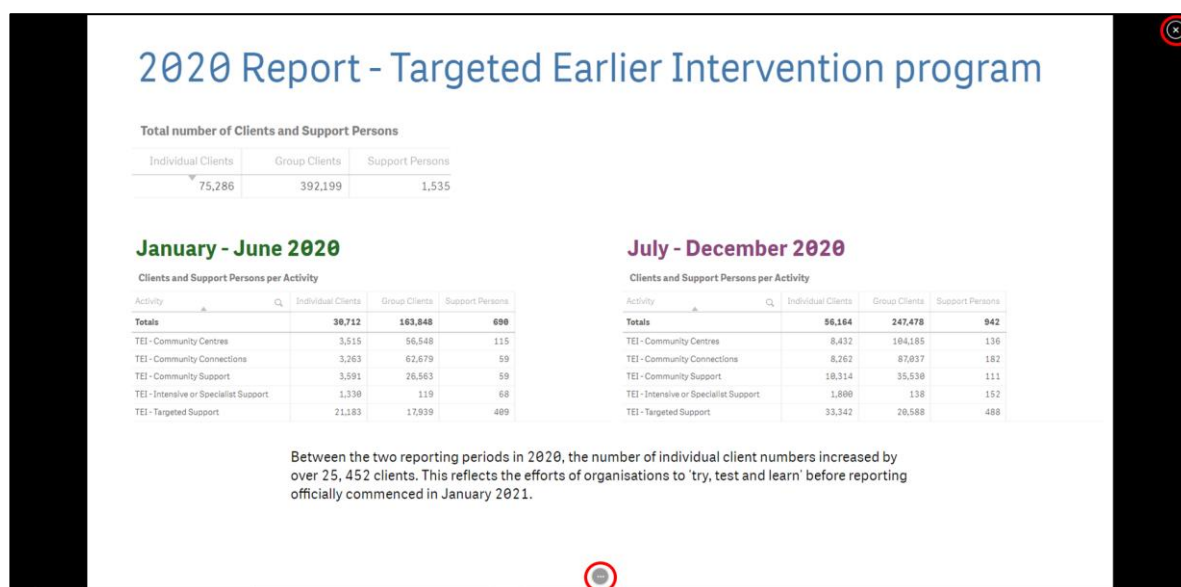 2020 Report - Targeted Earlier Intervention program
Total number of Clients and Support Persons
Individual Clients Group Clients Support Persons
75,286 392,199 1,535
January - June 2020
Clients and Support Persons per Activity
Activity Individual Clients Group Clients Support Persons
Totals 30,712 163,848 690
TEI - Community Centres 3,515 56,548 115
TEI - Community Connections 3,263 62,679 59
TEI - Community Support 3,591 26,563 59
TEI - Intensive or Specialist Support 1,330 119 68
TEI - Targeted Support 21,183 17,939 409
July - December 2020
Clients and Support Persons per Activity
Activity Individual Clients Group Clients Support Persons
Totals 56,164 247,478 942
TEI - Community Centres 8,432 104,185 136
TEI - Community Connections 8,262 87,037 182
TEI - Community Support 10,314 35,530 111
TEI - Intensive or Specialist Support 1,800 138 152
TEI - Targeted Support 33,342 20,588 488
Between the two reporting periods in 2020, the number of individual client numbers increased by
over 25, 452 clients. This reflects the efforts of organisations to 'try, test and learn' before reporting
officially commenced in January 2021.